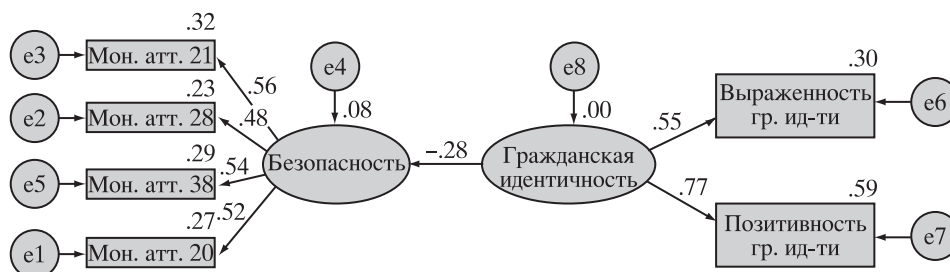 .32
e3
Мон. атт. 21
.56
e4
e8
.30
.23
e2
Мон. атт. 28
.48
.08
.00
.55
Выраженность
гр. ид-ти
e6
.29
e5
Мон. атт. 38
.54
Безопасность
–.28
Гражданская
идентичность
.77
.59
.27
.52
e1
Мон. атт. 20
Позитивность
гр. ид-ти
e7